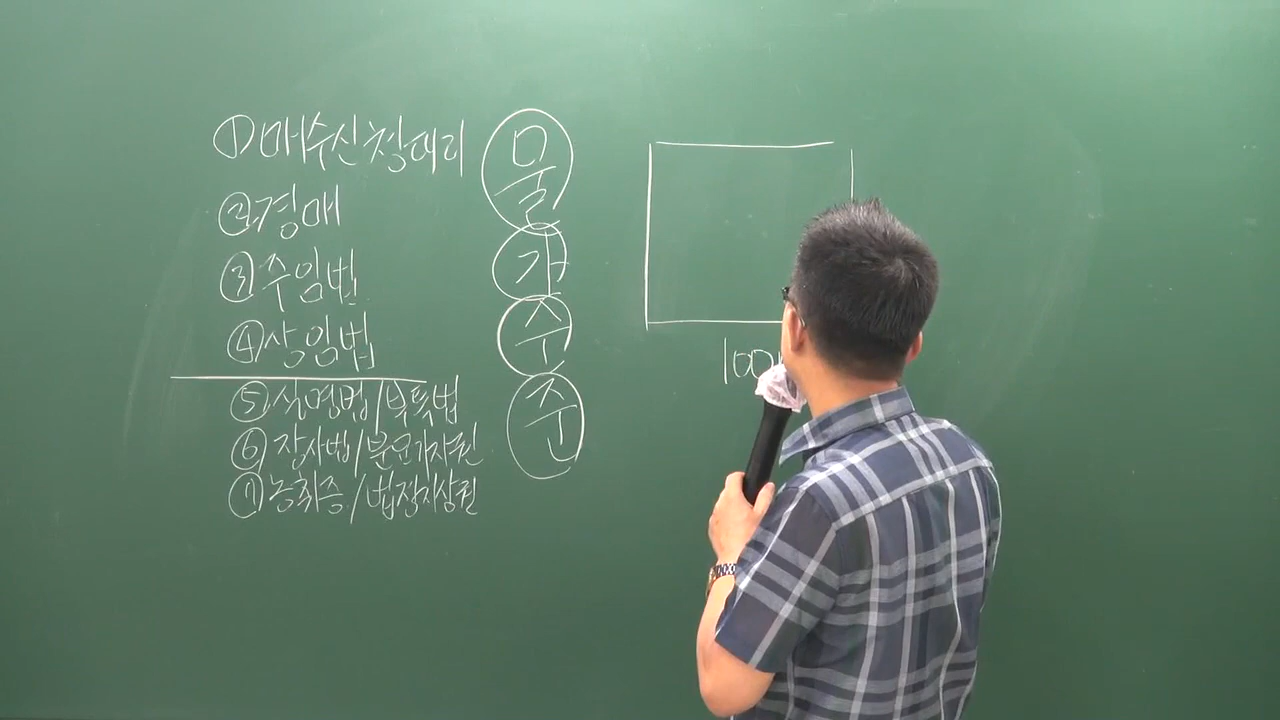 ①매수신청대리
②경매
③주임법
④상임법
⑤실명법/부특법
⑥장사법/분묘기지권
⑦농취증/법정지상권
물
가
수
준
100